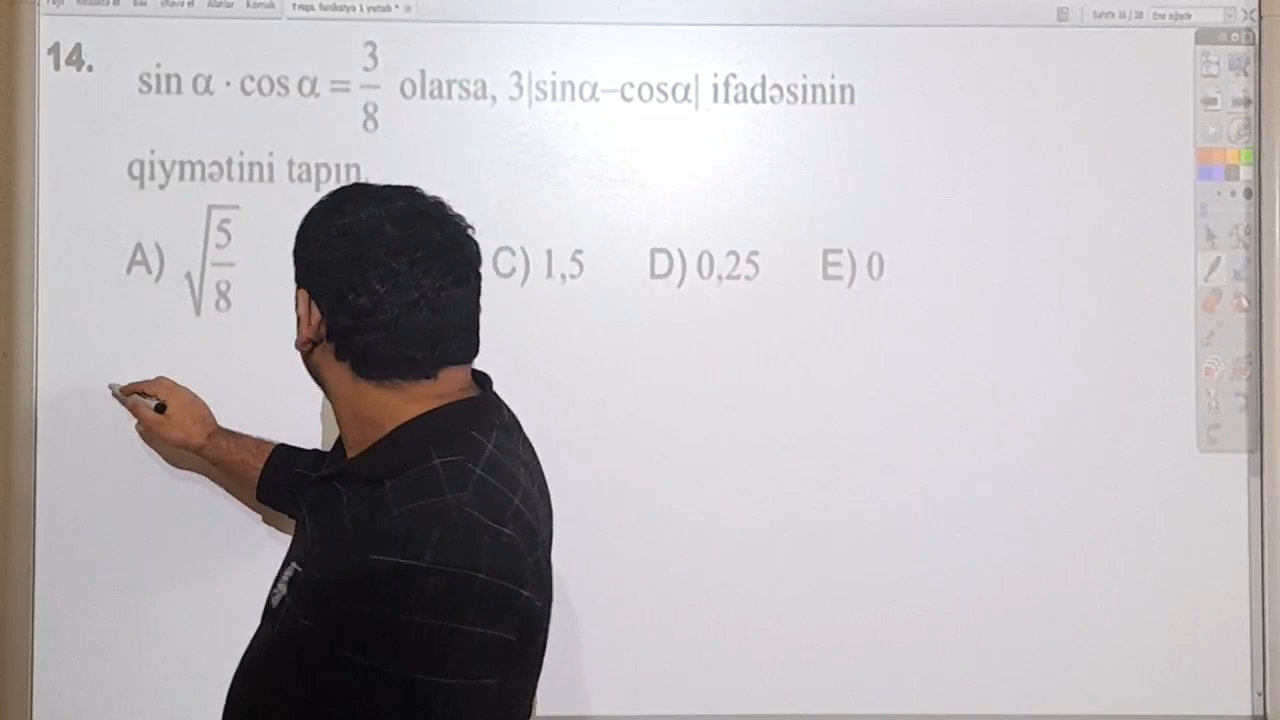 Kömək
14.
sin α · cos α = 3/8 olarsa, 3|sinα–cosα| ifadəsinin
qiymətini tapın.
A) √(5/8) C) 1,5 D) 0,25 E) 0